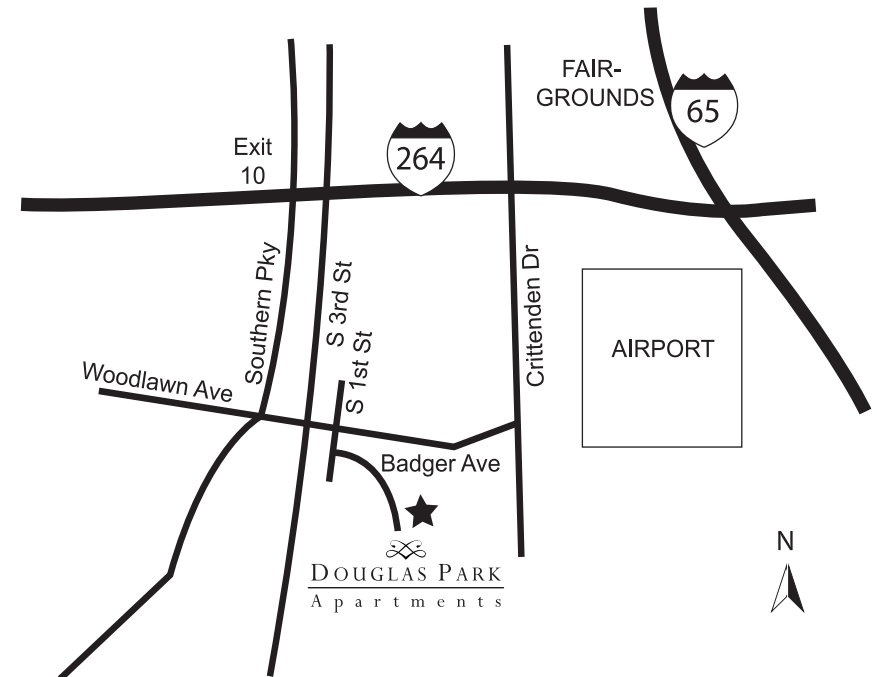 FAIR-
GROUNDS
65
Exit
10
264
Southern Pky
S 3rd St
Crittenden Dr
S 1st St
AIRPORT
Woodlawn Ave
Badger Ave
N
DOUGLAS PARK
Apartments